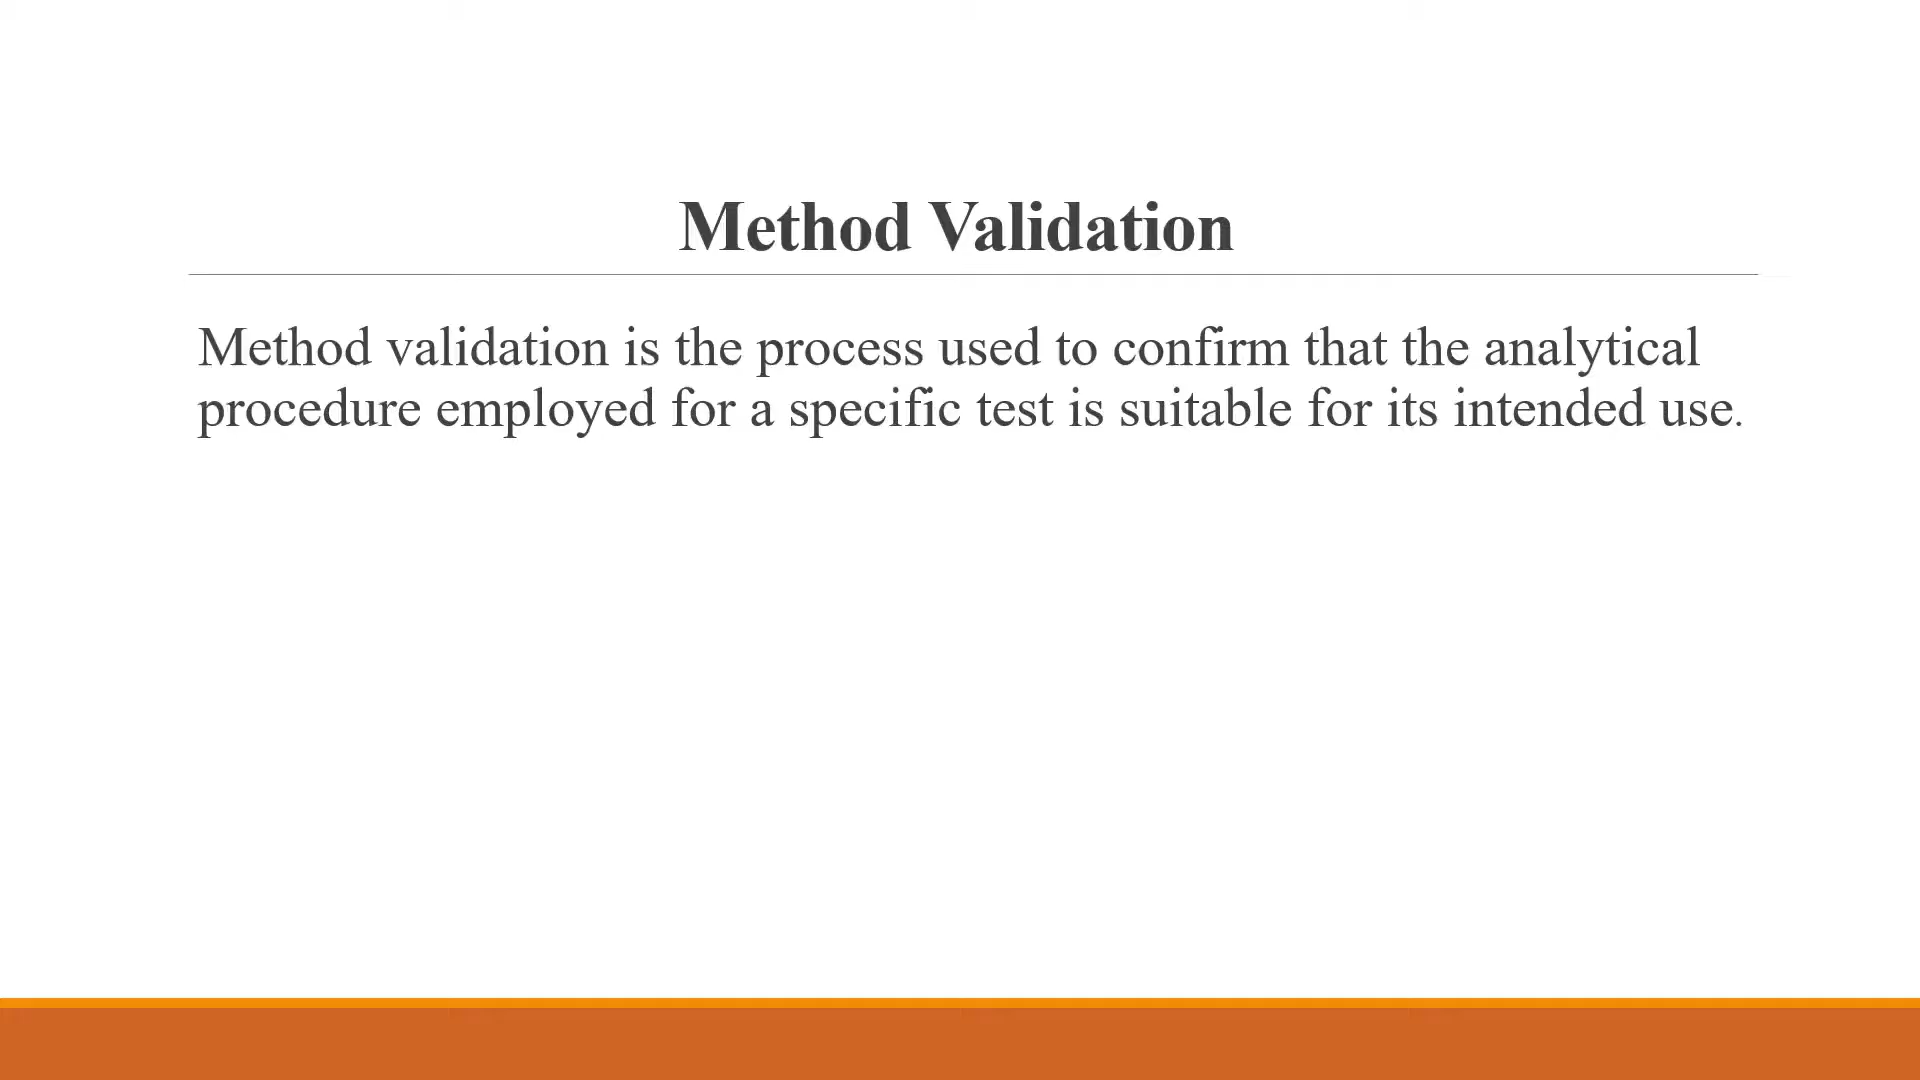 Method Validation
Method validation is the process used to confirm that the analytical
procedure employed for a specific test is suitable for its intended use.